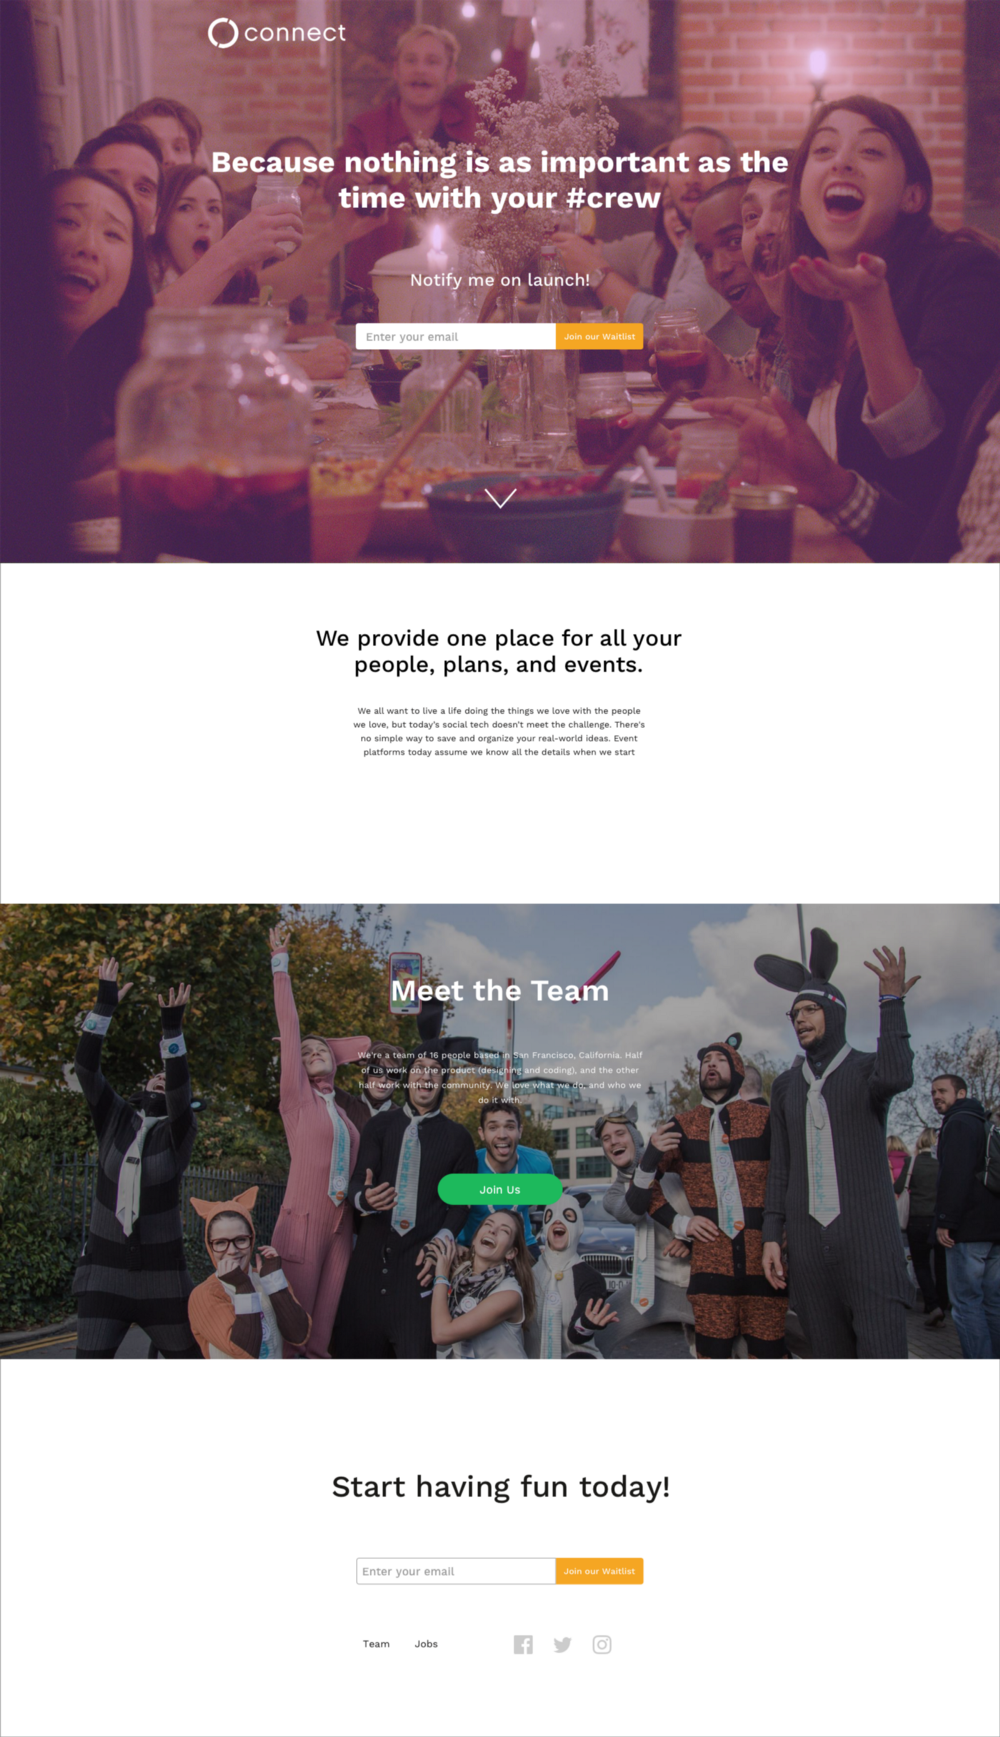 connect
Because nothing is as important as the
time with your #crew
Notify me on launch!
Enter your email
Join our Waitlist
We provide one place for all your
people, plans, and events.
We all want to live a life doing the things we love with the people
we love, but today's social tech doesn't meet the challenge. There's
no simple way to save and organize your real-world ideas. Event
platforms today assume we know all the details when we start
Meet the Team
We're a team of 16 people based in San Francisco, California. Half
of us work on the product (designing and coding), and the other
half work with the community. We love what we do, and who we
do it with.
Join Us
Start having fun today!
Enter your email
Join our Waitlist
Team
Jobs